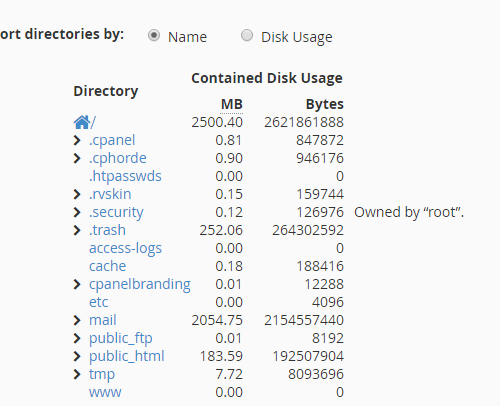 ort directories by: Name Disk Usage
Contained Disk Usage
Directory
MB Bytes
/ 2500.40 2621861888
.cpanel 0.81 847872
.cphorde 0.90 946176
.htpasswds 0.00 0
.rvskin 0.15 159744
.security 0.12 126976 Owned by “root”.
.trash 252.06 264302592
access-logs 0.00 0
cache 0.18 188416
cpanelbranding 0.01 12288
etc 0.00 4096
mail 2054.75 2154557440
public_ftp 0.01 8192
public_html 183.59 192507904
tmp 7.72 8093696
www 0.00 0